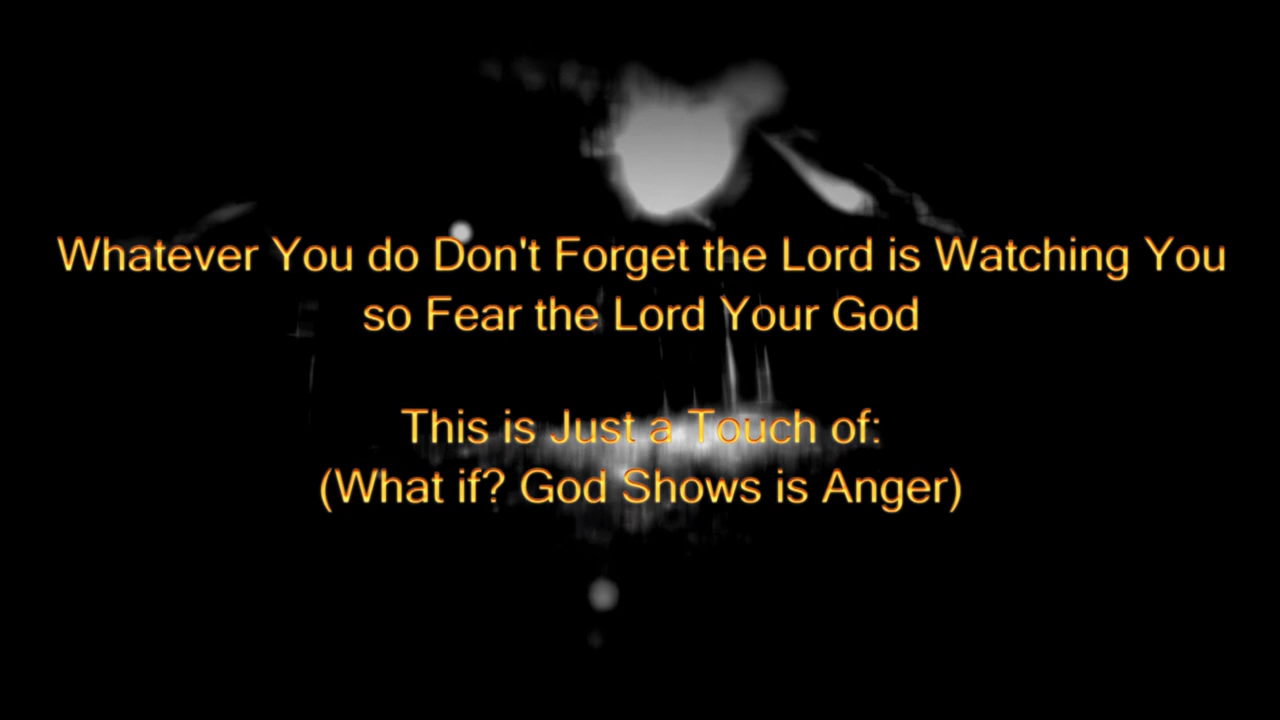 Whatever You do Don't Forget the Lord is Watching You
so Fear the Lord Your God
This is Just a Touch of:
(What if? God Shows is Anger)